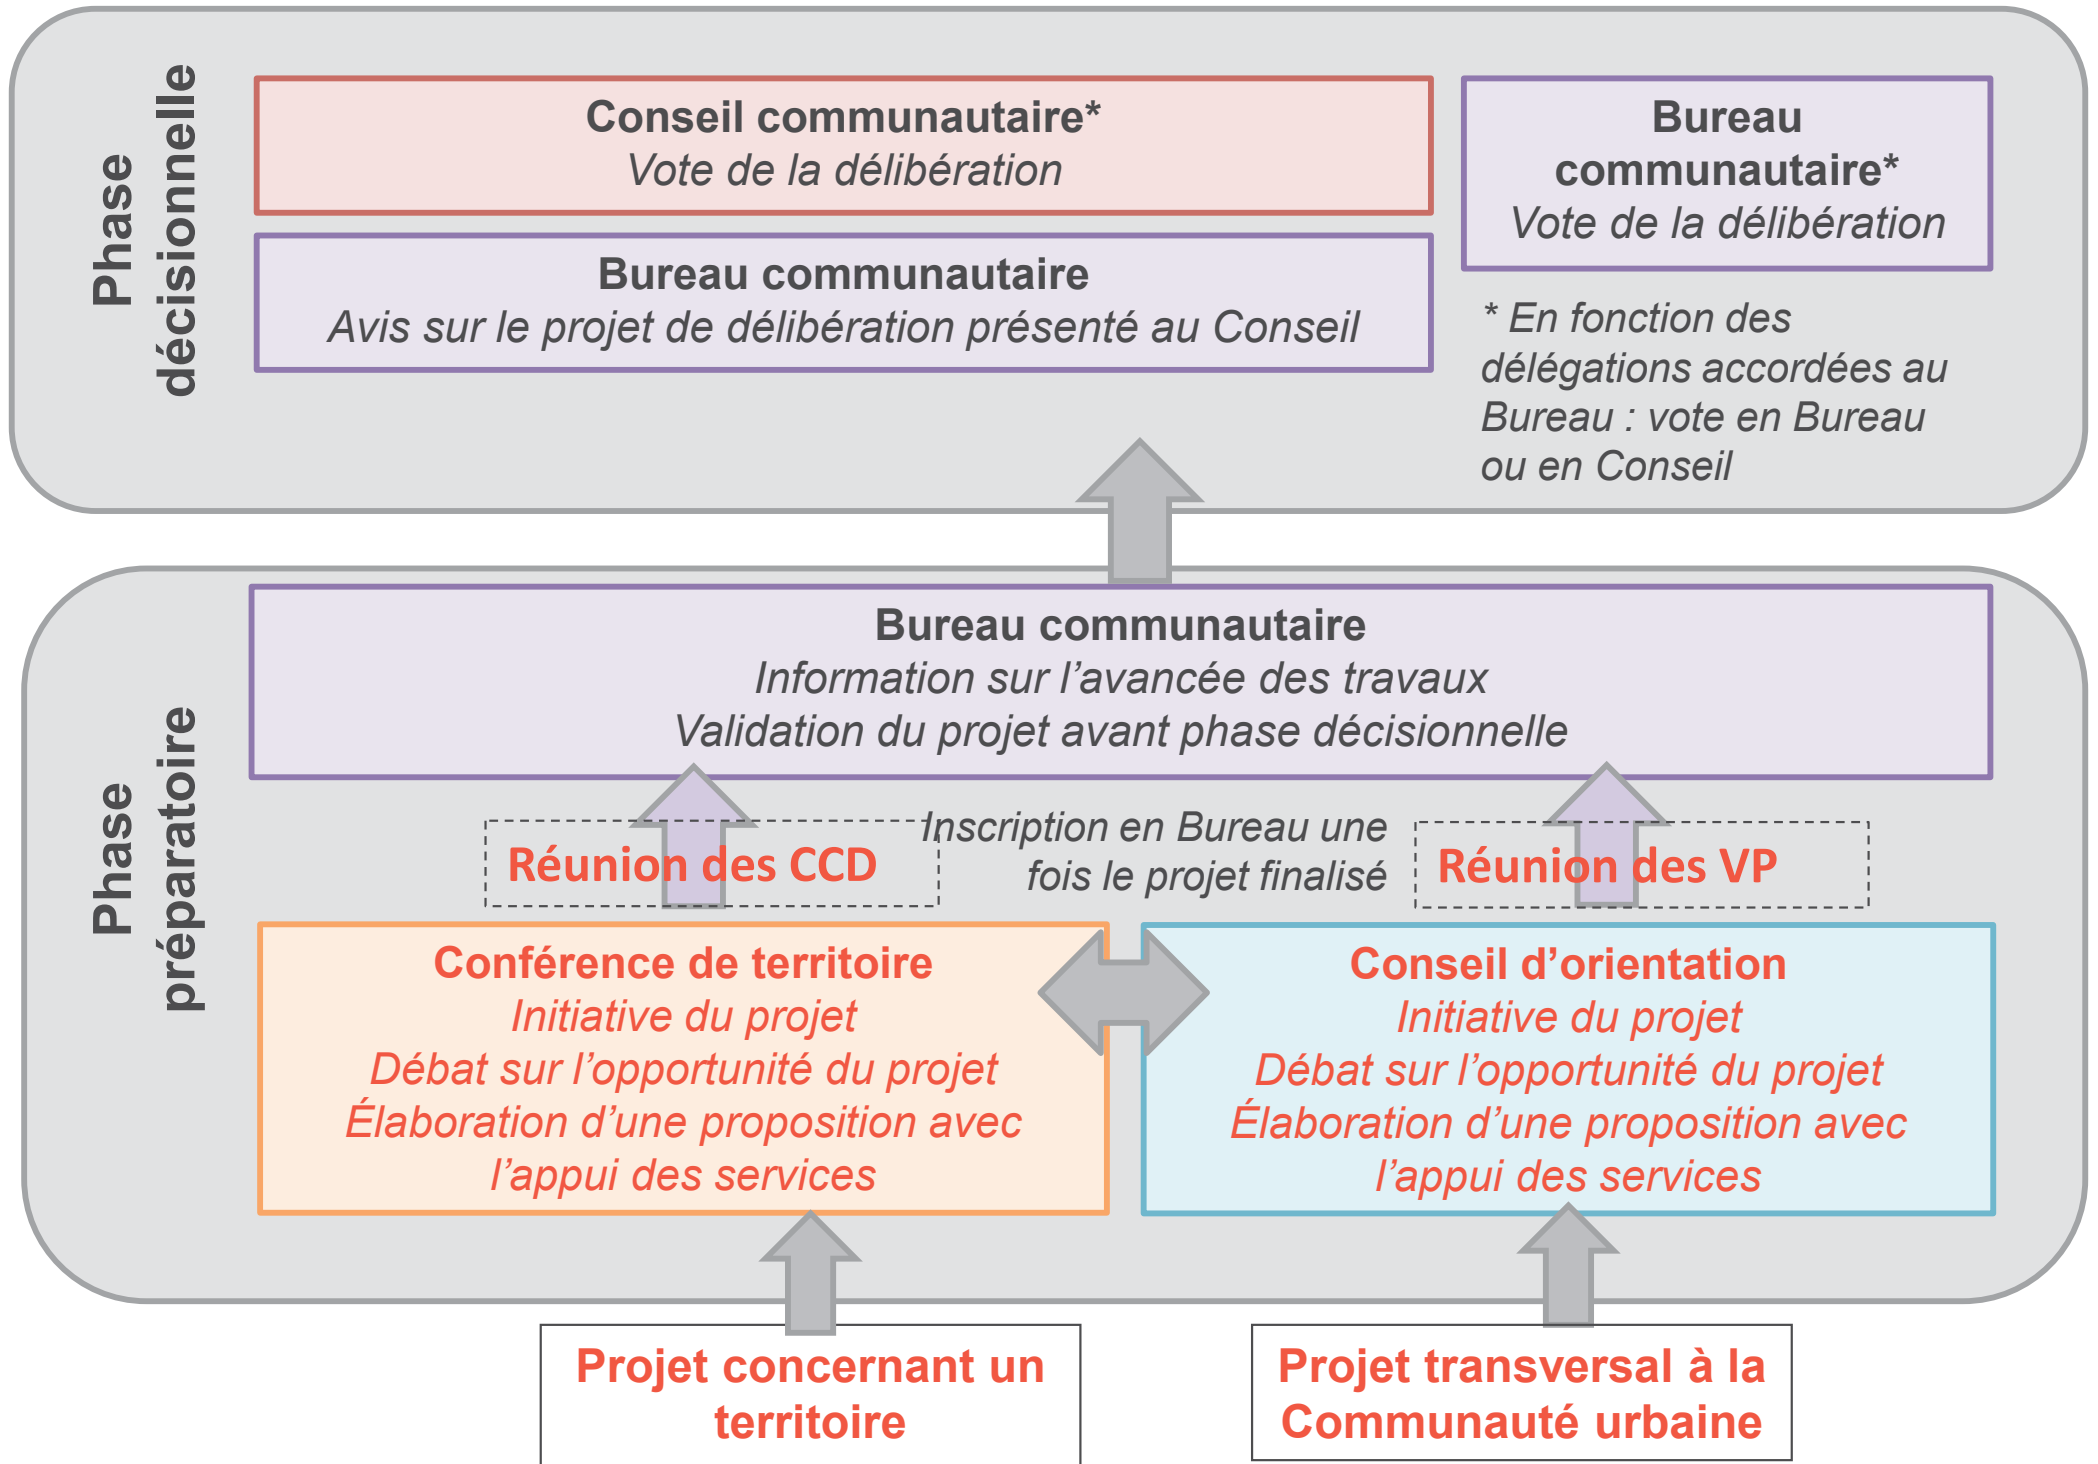 Phase
décisionnelle
Conseil communautaire*
Vote de la délibération
Bureau communautaire
Avis sur le projet de délibération présenté au Conseil
Bureau
communautaire*
Vote de la délibération
* En fonction des
délégations accordées au
Bureau : vote en Bureau
ou en Conseil
Phase
préparatoire
Bureau communautaire
Information sur l’avancée des travaux
Validation du projet avant phase décisionnelle
Réunion des CCD
Inscription en Bureau une
fois le projet finalisé
Réunion des VP
Conférence de territoire
Initiative du projet
Débat sur l’opportunité du projet
Élaboration d’une proposition avec
l’appui des services
Conseil d’orientation
Initiative du projet
Débat sur l’opportunité du projet
Élaboration d’une proposition avec
l’appui des services
Projet concernant un
territoire
Projet transversal à la
Communauté urbaine